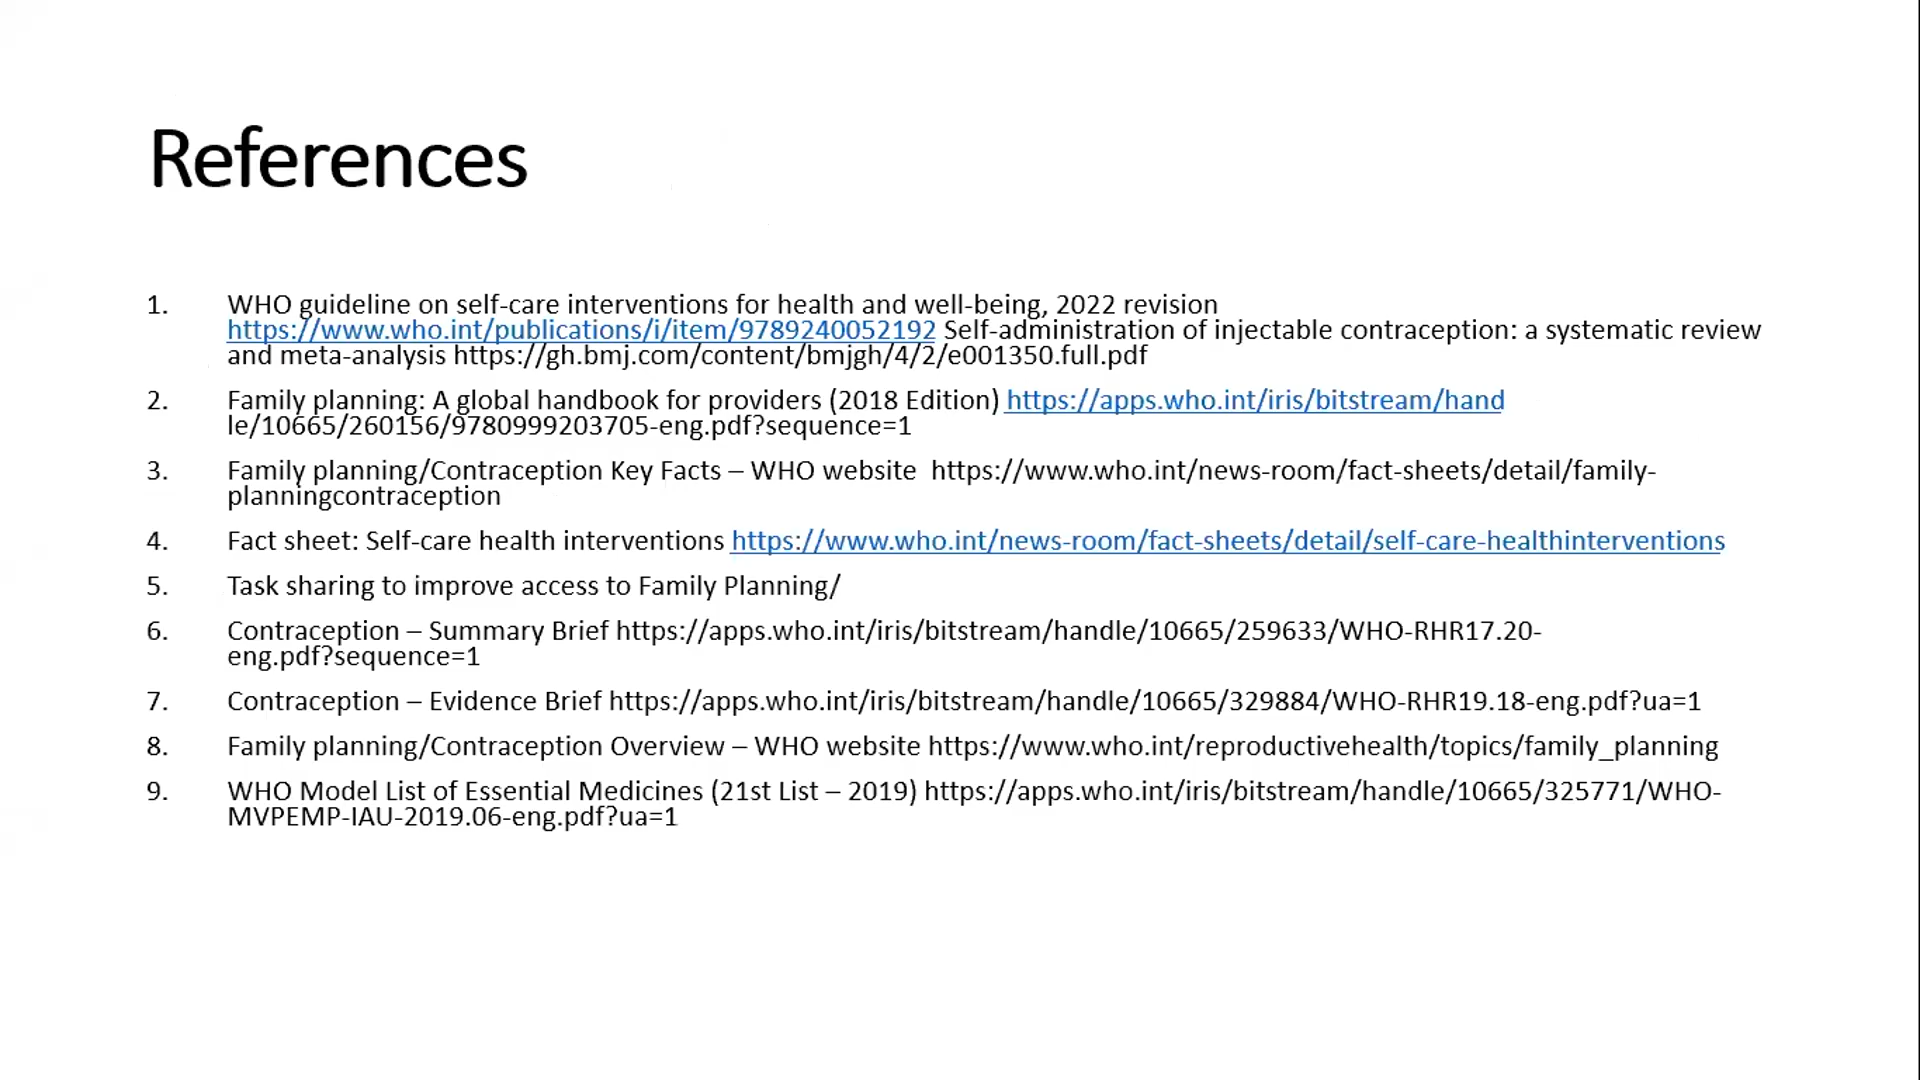 References
1. WHO guideline on self-care interventions for health and well-being, 2022 revision
https://www.who.int/publications/i/item/9789240052192 Self-administration of injectable contraception: a systematic review
and meta-analysis https://gh.bmj.com/content/bmjgh/4/2/e001350.full.pdf
2. Family planning: A global handbook for providers (2018 Edition) https://apps.who.int/iris/bitstream/hand
le/10665/260156/9780999203705-eng.pdf?sequence=1
3. Family planning/Contraception Key Facts – WHO website  https://www.who.int/news-room/fact-sheets/detail/family-
planningcontraception
4. Fact sheet: Self-care health interventions https://www.who.int/news-room/fact-sheets/detail/self-care-healthinterventions
5. Task sharing to improve access to Family Planning/
6. Contraception – Summary Brief https://apps.who.int/iris/bitstream/handle/10665/259633/WHO-RHR17.20-
eng.pdf?sequence=1
7. Contraception – Evidence Brief https://apps.who.int/iris/bitstream/handle/10665/329884/WHO-RHR19.18-eng.pdf?ua=1
8. Family planning/Contraception Overview – WHO website https://www.who.int/reproductivehealth/topics/family_planning
9. WHO Model List of Essential Medicines (21st List – 2019) https://apps.who.int/iris/bitstream/handle/10665/325771/WHO-
MVPEMP-IAU-2019.06-eng.pdf?ua=1